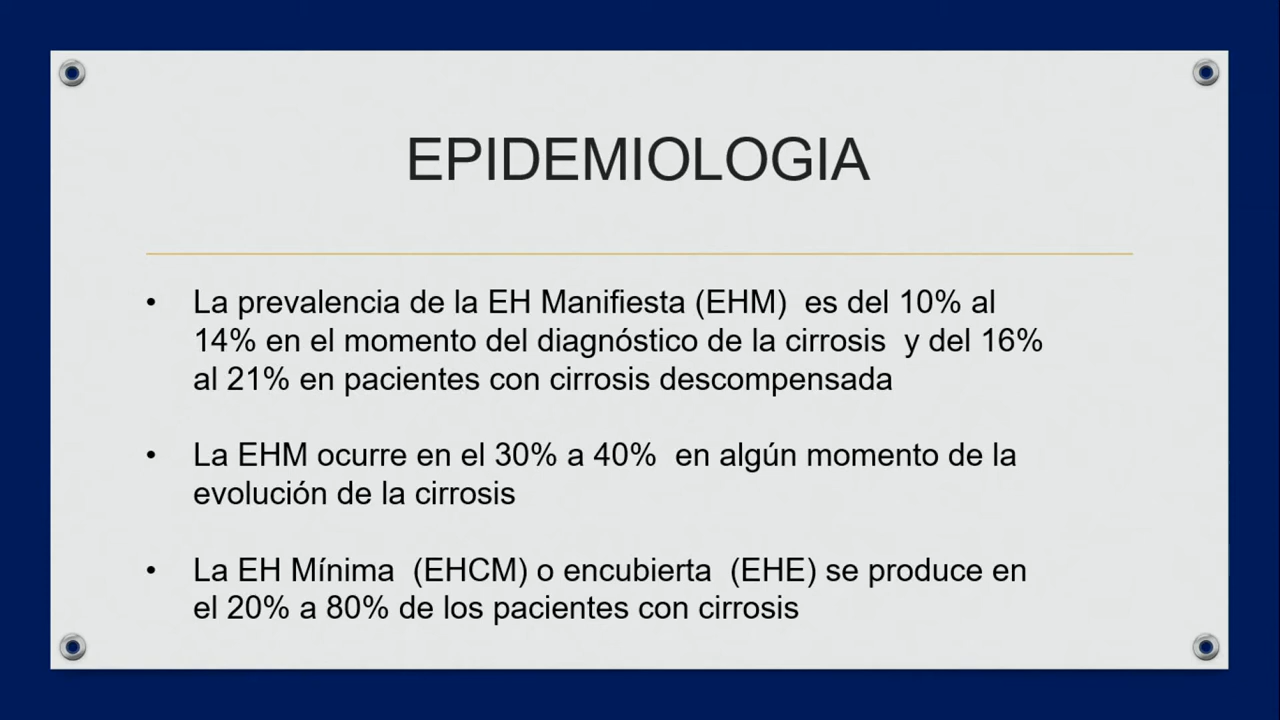 EPIDEMIOLOGIA
• La prevalencia de la EH Manifiesta (EHM)  es del 10% al
14% en el momento del diagnóstico de la cirrosis  y del 16%
al 21% en pacientes con cirrosis descompensada
• La EHM ocurre en el 30% a 40%  en algún momento de la
evolución de la cirrosis
• La EH Mínima  (EHCM) o encubierta  (EHE) se produce en
el 20% a 80% de los pacientes con cirrosis